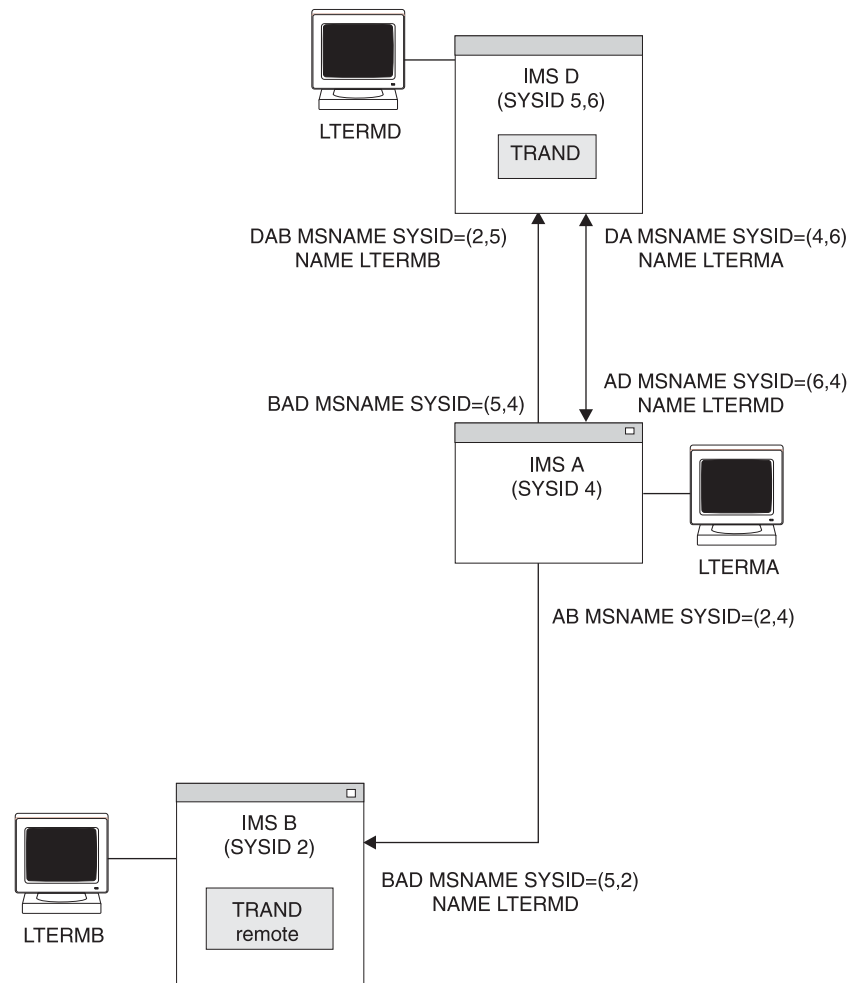 IMS D
(SYSID 5,6)
TRAND
LTERMD
DAB MSNAME SYSID=(2,5)
NAME LTERMB
DA MSNAME SYSID=(4,6)
NAME LTERMA
BAD MSNAME SYSID=(5,4)
AD MSNAME SYSID=(6,4)
NAME LTERMD
IMS A
(SYSID 4)
LTERMA
AB MSNAME SYSID=(2,4)
IMS B
(SYSID 2)
BAD MSNAME SYSID=(5,2)
NAME LTERMD
TRAND
remote
LTERMB